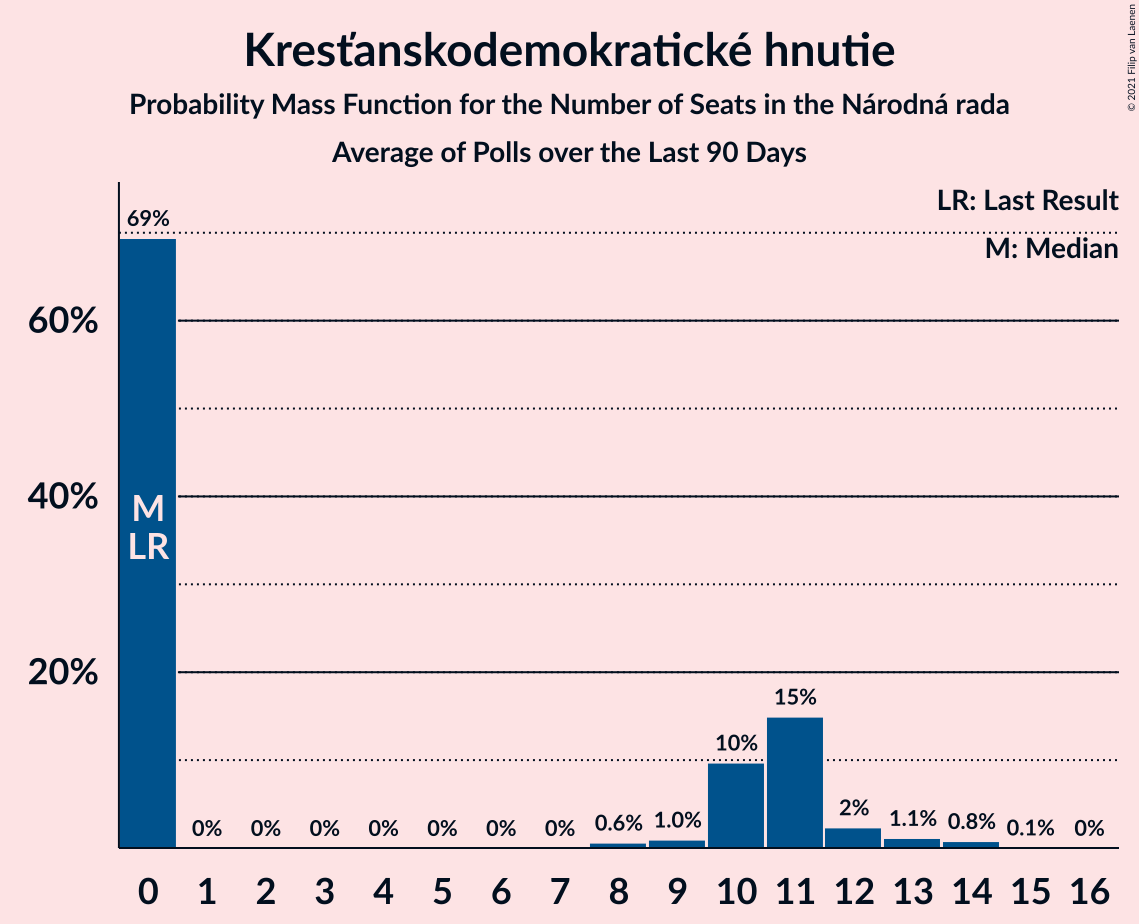 Kresťanskodemokratické hnutie
Probability Mass Function for the Number of Seats in the Národná rada
Average of Polls over the Last 90 Days
© 2021 Filip van Laenen
LR: Last Result
M: Median
69%
60%
40%
20%
M
LR
0%
0%
0%
0%
0%
0%
0%
0.6%
1.0%
10%
15%
2%
1.1%
0.8%
0.1%
0%
0 1 2 3 4 5 6 7 8 9 10 11 12 13 14 15 16